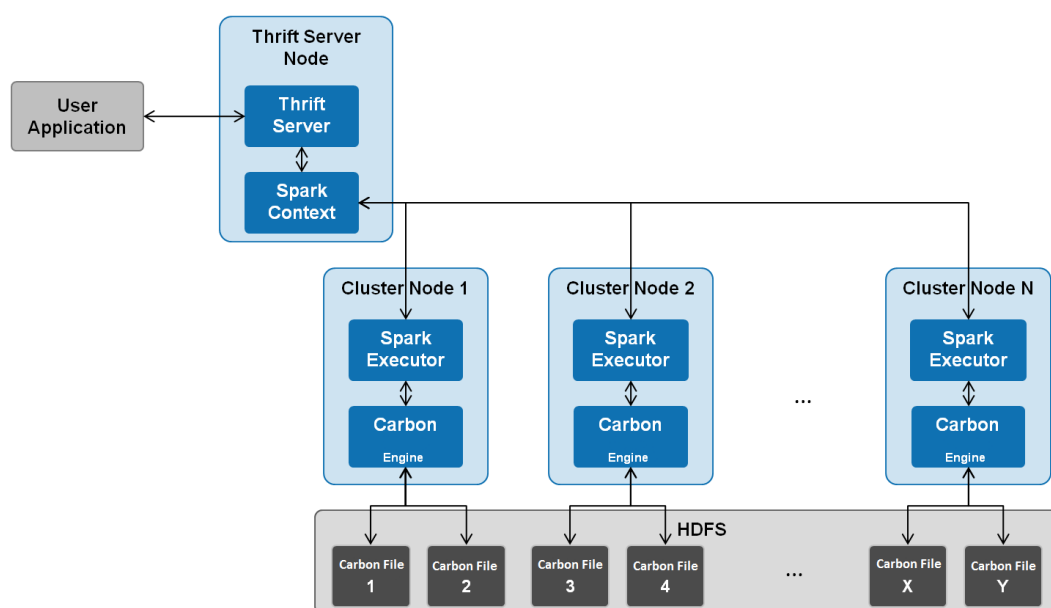 Thrift Server
Node
User
Application
Thrift
Server
Spark
Context
Cluster Node 1
Cluster Node 2
Cluster Node N
Spark
Executor
Spark
Executor
Spark
Executor
...
Carbon
Engine
Carbon
Engine
Carbon
Engine
HDFS
Carbon File
1
Carbon File
2
Carbon File
3
Carbon File
4
...
Carbon File
X
Carbon File
Y